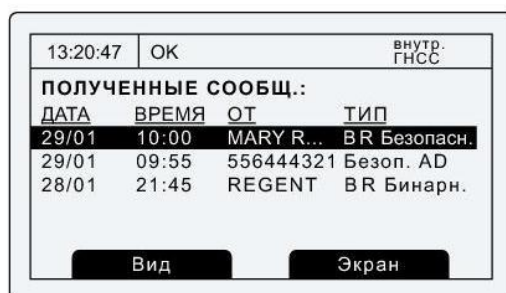 13:20:47 OK внутр. ГНСС
ПОЛУЧЕННЫЕ СООБЩ.:
ДАТА ВРЕМЯ ОТ ТИП
29/01 10:00 MARY R... BR Безопасн.
29/01 09:55 556444321 Безоп. AD
28/01 21:45 REGENT BR Бинарн.
Вид Экран